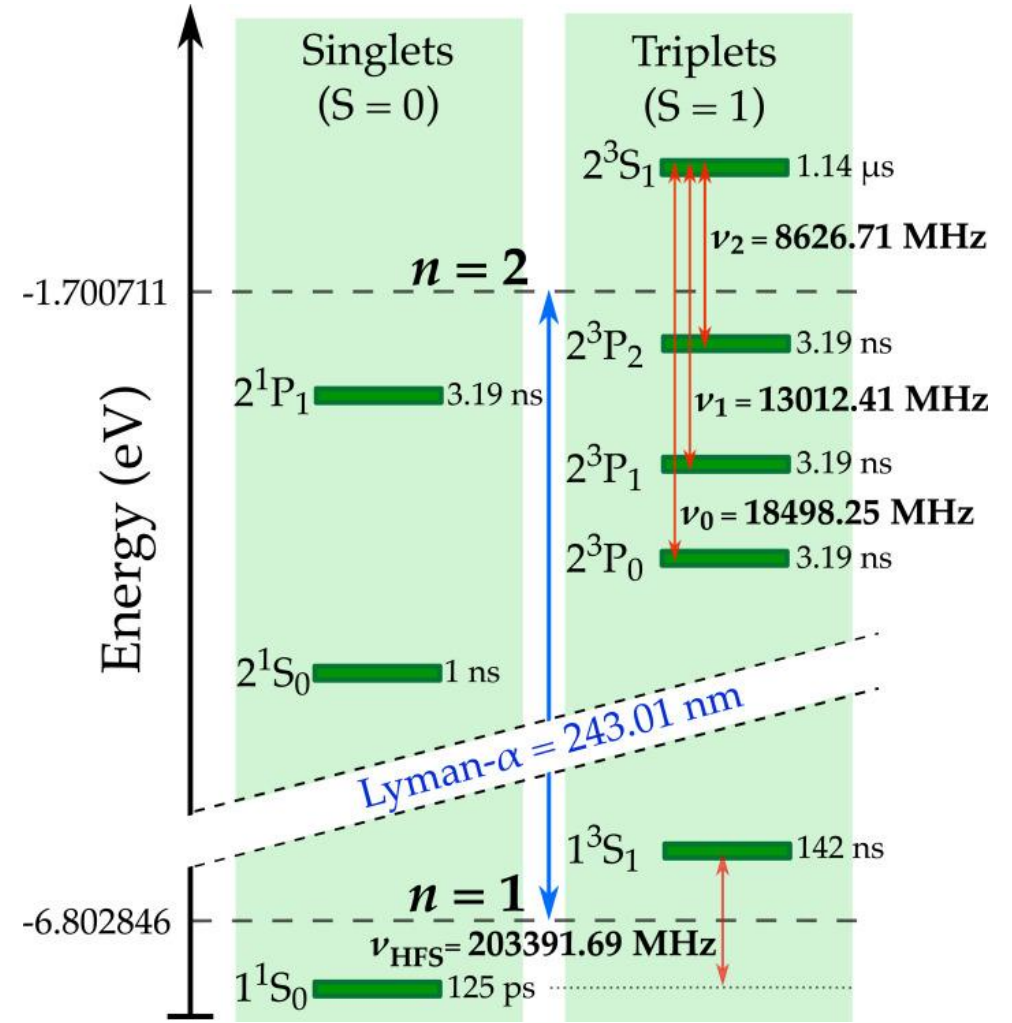 Singlets
(S = 0)
Triplets
(S = 1)
2³S₁
1.14 μs
ν₂ = 8626.71 MHz
n = 2
-1.700711
2³P₂
3.19 ns
2¹P₁
3.19 ns
ν₁ = 13012.41 MHz
2³P₁
3.19 ns
ν₀ = 18498.25 MHz
2³P₀
3.19 ns
Energy (eV)
2¹S₀
1 ns
Lyman-α = 243.01 nm
1³S₁
142 ns
n = 1
-6.802846
ν_HFS= 203391.69 MHz
1¹S₀
125 ps